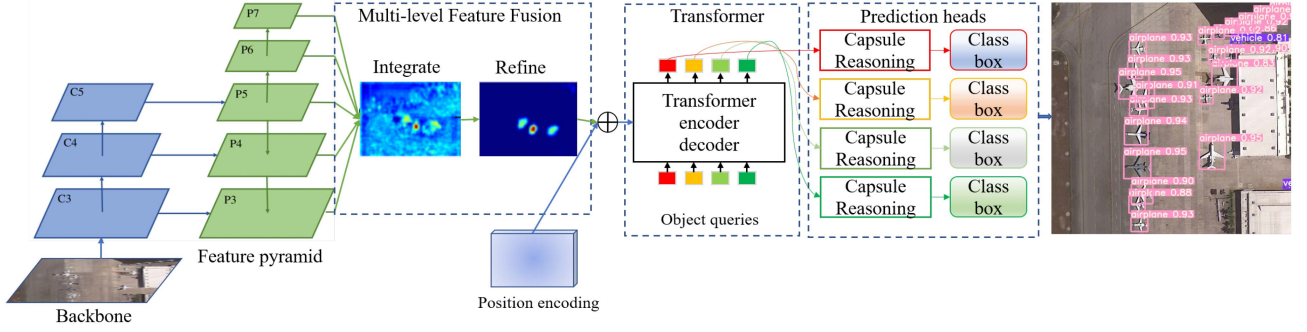 P7
P6
P5
P4
P3
C5
C4
C3
Feature pyramid
Backbone
Multi-level Feature Fusion
Integrate
Refine
Position encoding
Transformer
Transformer
encoder
decoder
Object queries
Prediction heads
Capsule
Reasoning
Class
box
Capsule
Reasoning
Class
box
Capsule
Reasoning
Class
box
Capsule
Reasoning
Class
box
airplane 0.93
airplane
vehicle 0.81
airplane 0.92
airplane 0.83
0.93
0.95
0.91
0.92
0.93
airplane 0.94
airplane 0.95
airplane 0.95
airplane 0.90
airplane 0.88
airplane 0.93